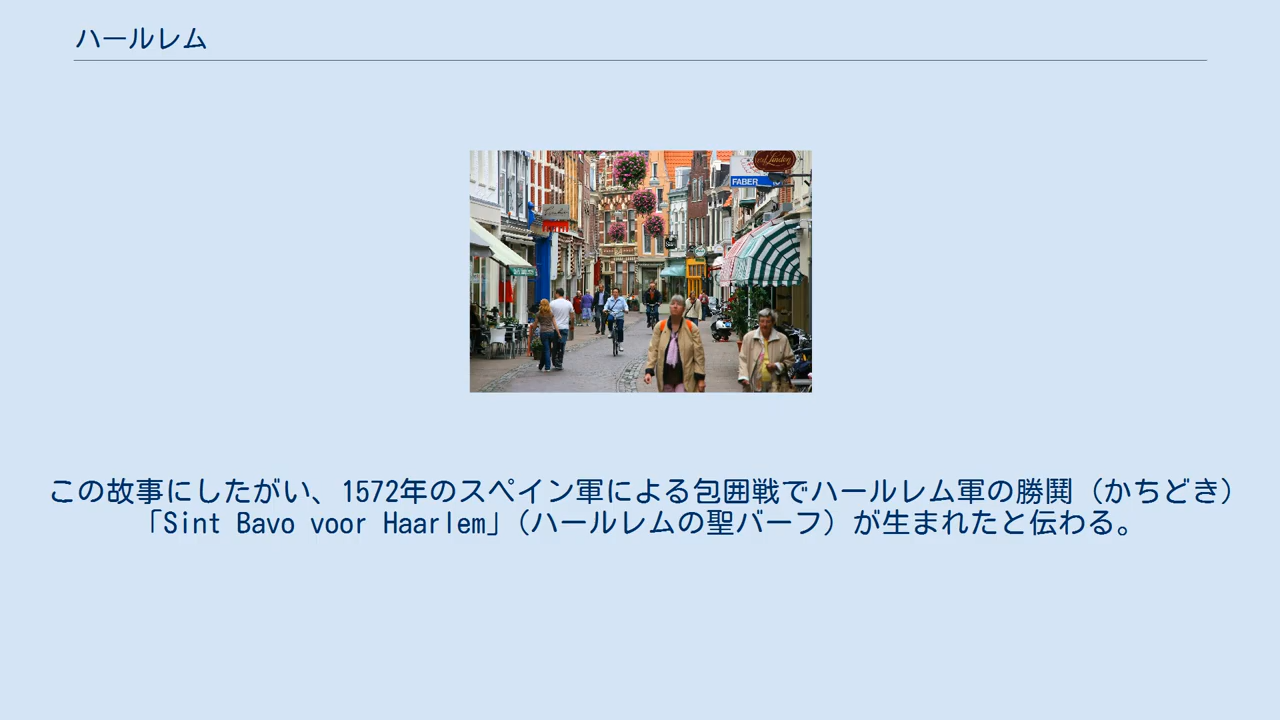 ハールレム
FABER
この故事にしたがい、1572年のスペイン軍による包囲戦でハールレム軍の勝鬨（かちどき）
「Sint Bavo voor Haarlem」（ハールレムの聖バーフ）が生まれたと伝わる。